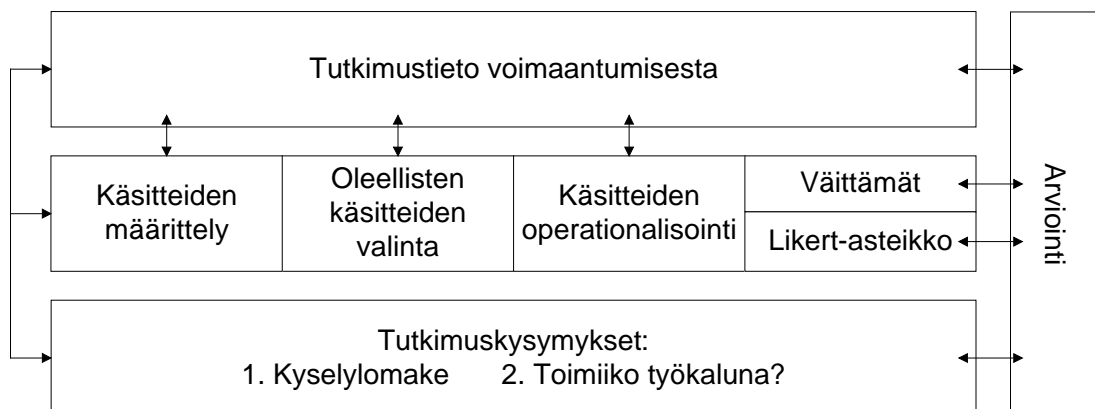 Tutkimustieto voimaantumisesta
Käsitteiden
määrittely
Oleellisten
käsitteiden
valinta
Käsitteiden
operationalisointi
Väittämät
Likert-asteikko
Tutkimuskysymykset:
1. Kyselylomake 2. Toimiiko työkaluna?
Arviointi